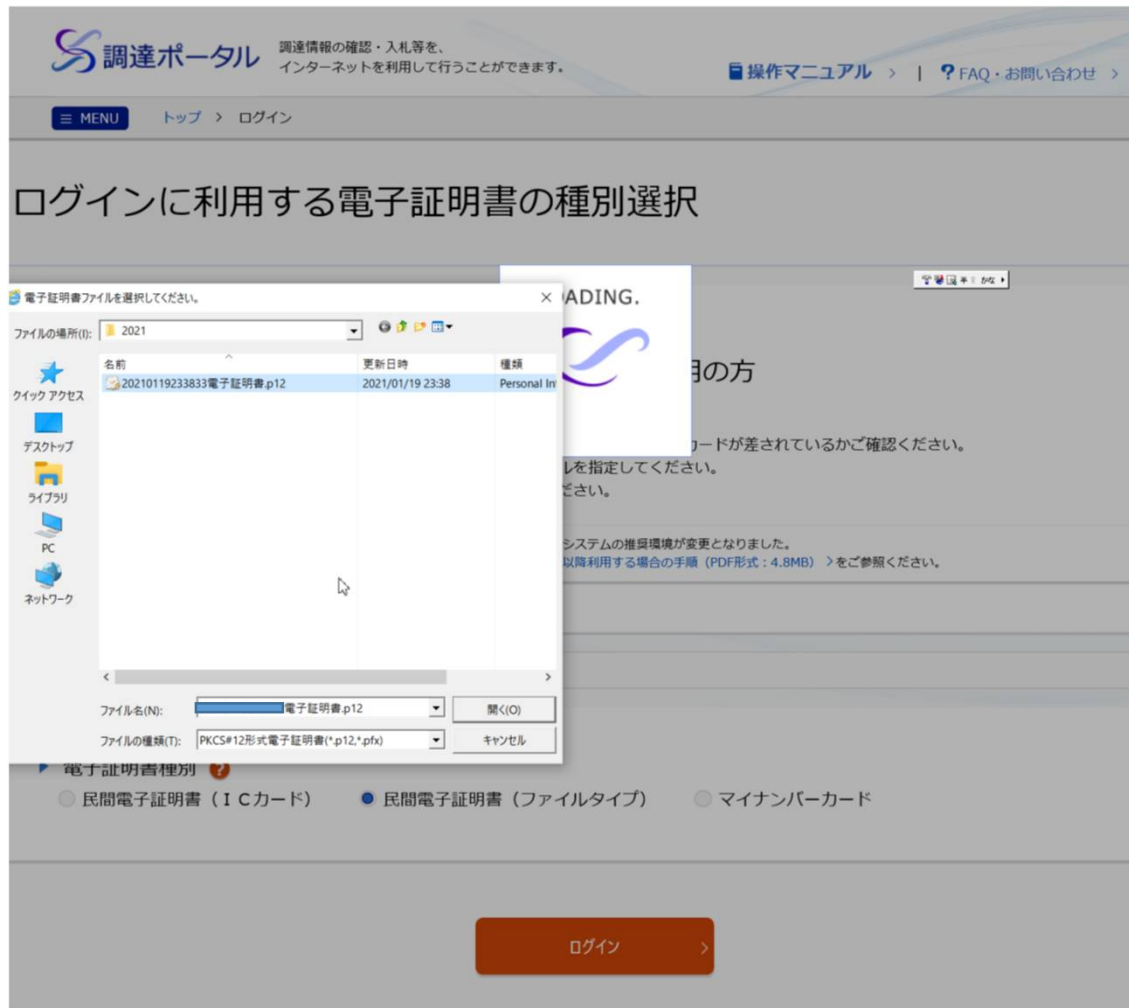 調達ポータル
調達情報の確認・入札等を、
インターネットを利用して行うことができます。
操作マニュアル > | ? FAQ・お問い合わせ >
≡ MENU トップ > ログイン
ログインに利用する電子証明書の種別選択
電子証明書ファイルを選択してください。 ×
ADING.
ファイルの場所(I): 2021
名前 更新日時 種類
20210119233833電子証明書.p12 2021/01/19 23:38 Personal In
クイック アクセス
デスクトップ
ライブラリ
PC
ネットワーク
の方
ードが差されているかご確認ください。
ルを指定してください。
ださい。
システムの推奨環境が変更となりました。
以降利用する場合の手順（PDF形式：4.8MB） >をご参照ください。
ファイル名(N): 電子証明書.p12 開く(O)
ファイルの種類(T): PKCS#12形式電子証明書(*.p12,*.pfx) キャンセル
電子証明書種別 ?
民間電子証明書（ＩＣカード） 民間電子証明書（ファイルタイプ） マイナンバーカード
ログイン >